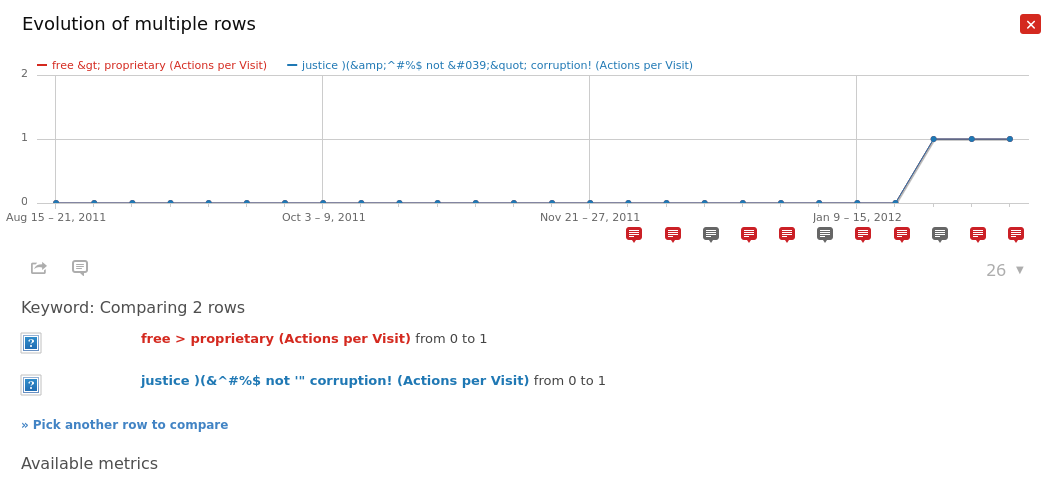 Evolution of multiple rows
free &gt; proprietary (Actions per Visit) justice )(&amp;^#%$ not &#039;&quot; corruption! (Actions per Visit)
2
1
0
Aug 15 – 21, 2011 Oct 3 – 9, 2011 Nov 21 – 27, 2011 Jan 9 – 15, 2012
26 ▼
Keyword: Comparing 2 rows
free > proprietary (Actions per Visit) from 0 to 1
justice )(&^#%$ not '" corruption! (Actions per Visit) from 0 to 1
» Pick another row to compare
Available metrics